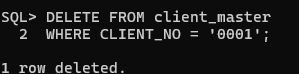 SQL> DELETE FROM client_master
  2  WHERE CLIENT_NO = '0001';
1 row deleted.